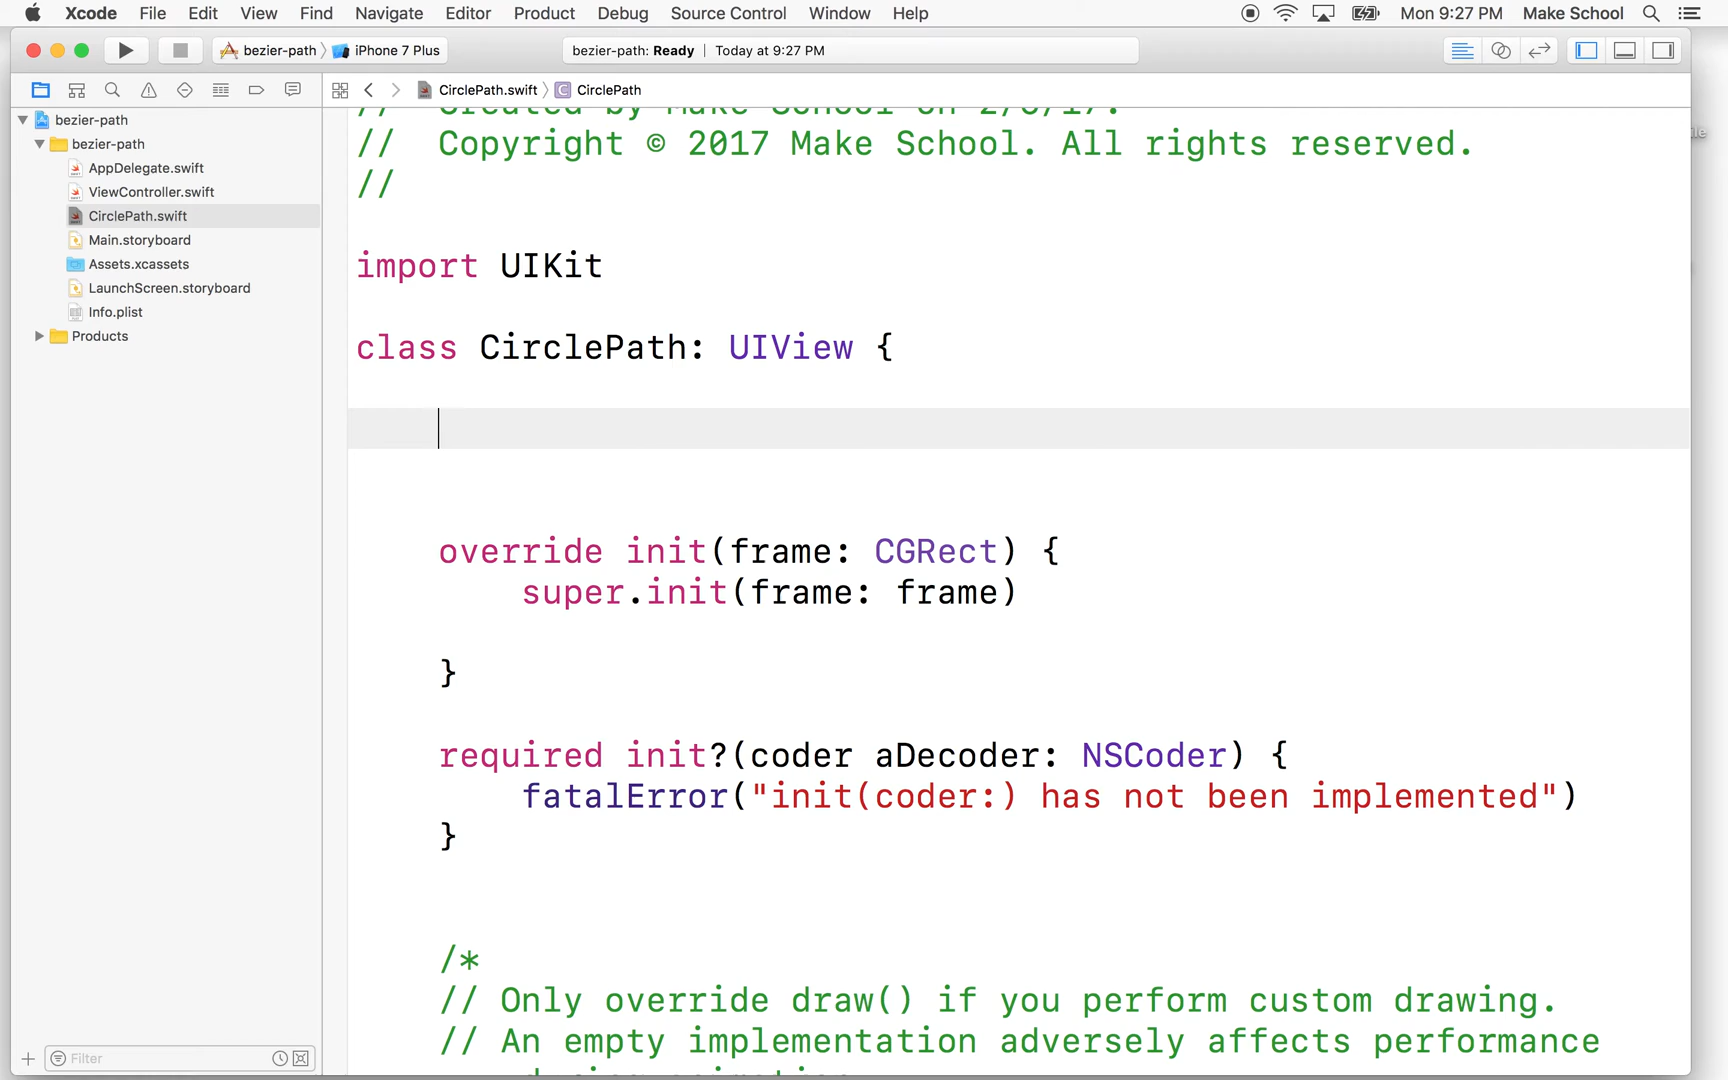 Xcode File Edit View Find Navigate Editor Product Debug Source Control Window Help Mon 9:27 PM Make School
bezier-path iPhone 7 Plus bezier-path: Ready | Today at 9:27 PM
CirclePath.swift CirclePath
bezier-path
bezier-path
AppDelegate.swift
ViewController.swift
CirclePath.swift
Main.storyboard
Assets.xcassets
LaunchScreen.storyboard
Info.plist
Products
Filter
// Copyright © 2017 Make School. All rights reserved.
//
import UIKit
class CirclePath: UIView {
override init(frame: CGRect) {
super.init(frame: frame)
}
required init?(coder aDecoder: NSCoder) {
fatalError("init(coder:) has not been implemented")
}
/*
// Only override draw() if you perform custom drawing.
// An empty implementation adversely affects performance